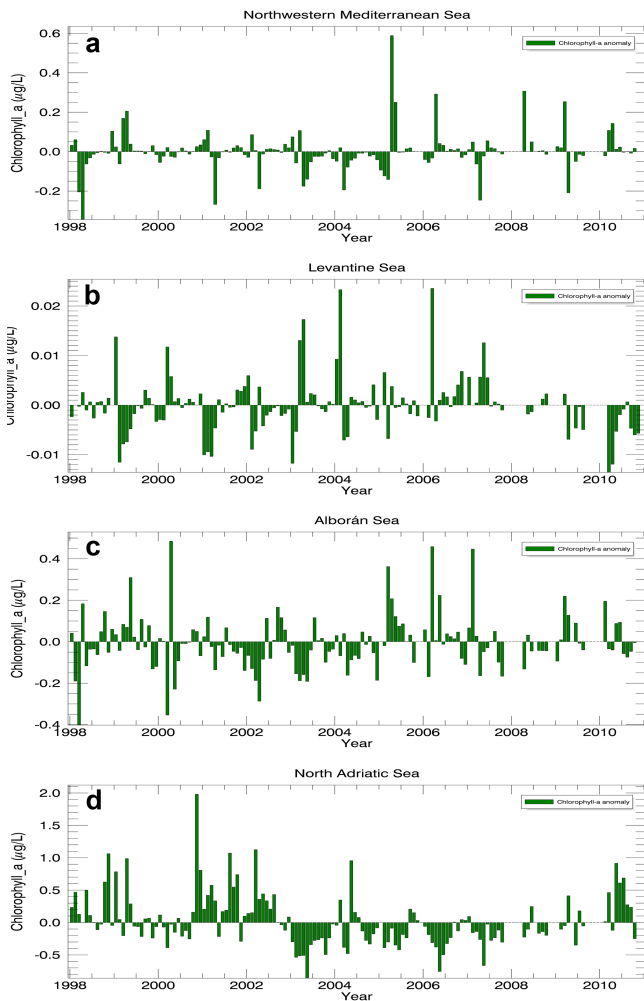 Northwestern Mediterranean Sea
a
Chlorophyll-a anomaly
0.6
0.4
0.2
0.0
-0.2
Chlorophyll_a (µg/L)
1998 2000 2002 2004 2006 2008 2010
Year
Levantine Sea
b
Chlorophyll-a anomaly
0.02
0.01
0.00
-0.01
Chlorophyll_a (µg/L)
1998 2000 2002 2004 2006 2008 2010
Year
Alborán Sea
c
Chlorophyll-a anomaly
0.4
0.2
0.0
-0.2
-0.4
Chlorophyll_a (µg/L)
1998 2000 2002 2004 2006 2008 2010
Year
North Adriatic Sea
d
Chlorophyll-a anomaly
2.0
1.5
1.0
0.5
0.0
-0.5
Chlorophyll_a (µg/L)
1998 2000 2002 2004 2006 2008 2010
Year